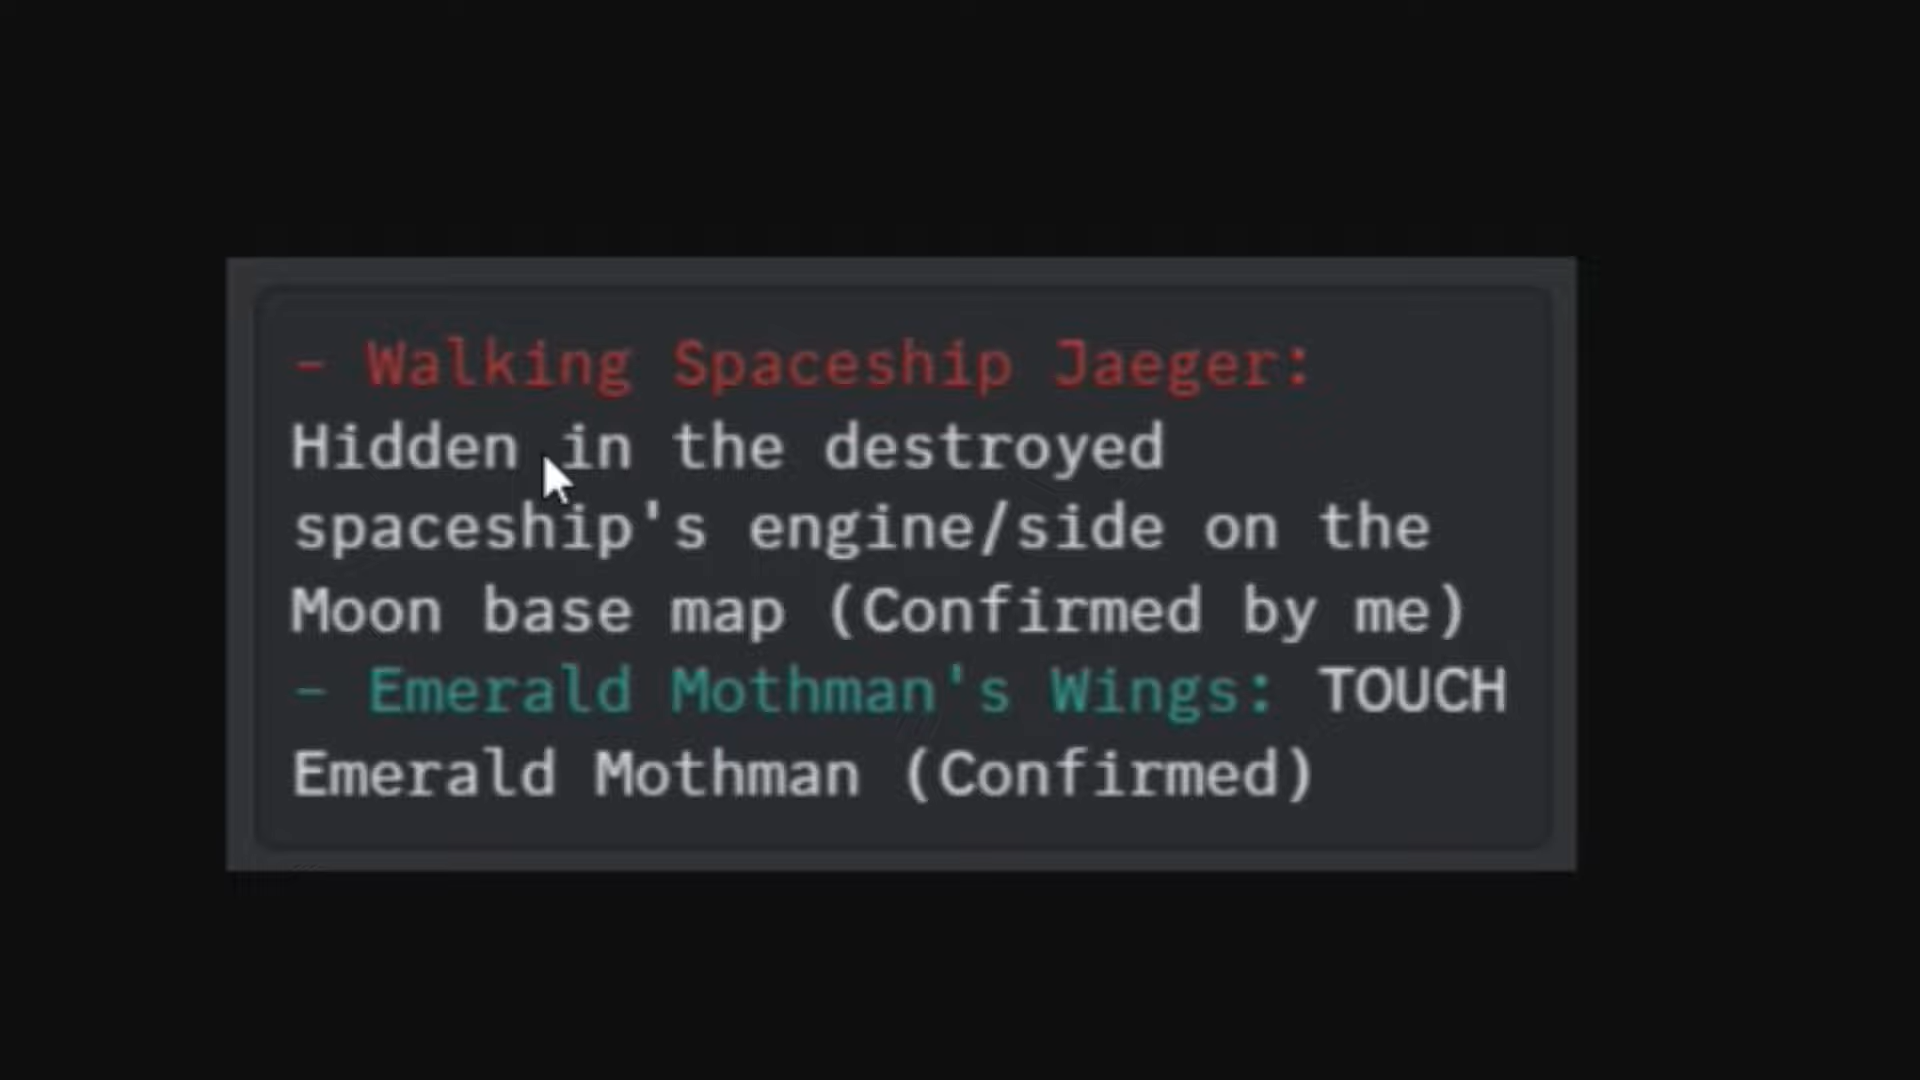 - Walking Spaceship Jaeger:
Hidden in the destroyed
spaceship's engine/side on the
Moon base map (Confirmed by me)
- Emerald Mothman's Wings: TOUCH
Emerald Mothman (Confirmed)